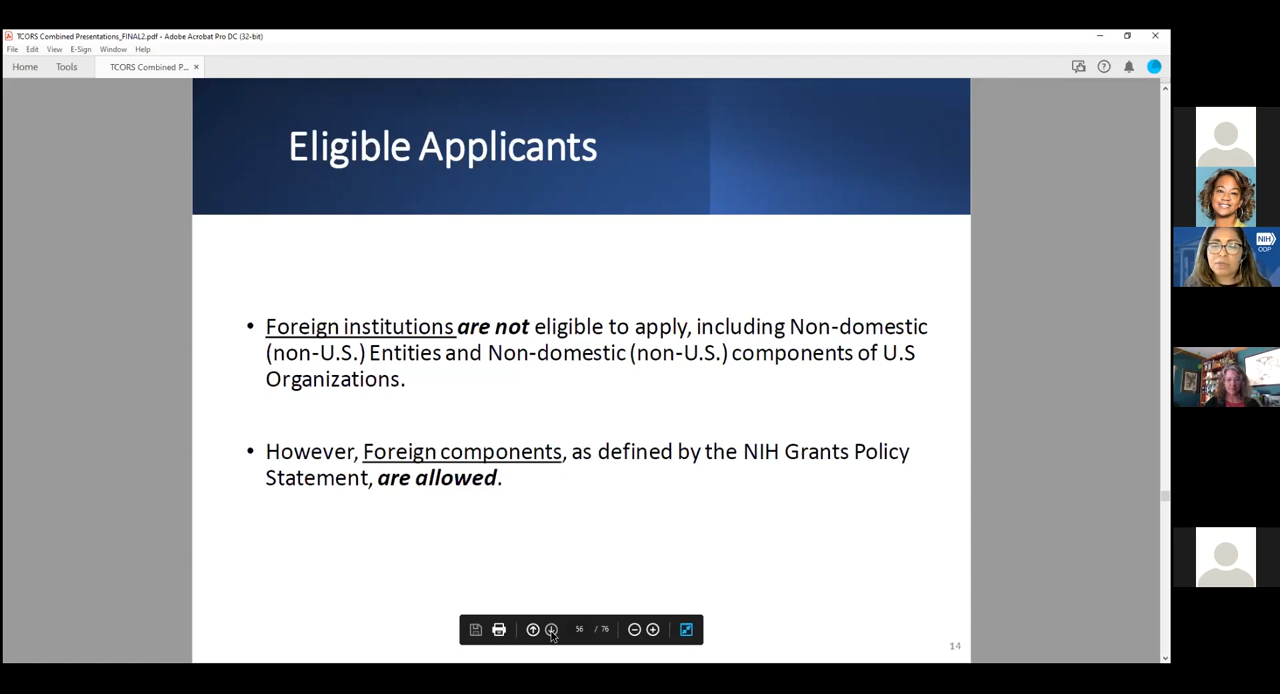 TCORS Combined Presentations_FINAL2.pdf - Adobe Acrobat Pro DC (32-bit)
File Edit View E-Sign Window Help
Home Tools TCORS Combined P... ×
Eligible Applicants
• Foreign institutions are not eligible to apply, including Non-domestic
(non-U.S.) Entities and Non-domestic (non-U.S.) components of U.S
Organizations.
• However, Foreign components, as defined by the NIH Grants Policy
Statement, are allowed.
56 / 76
14
NIH
ODP